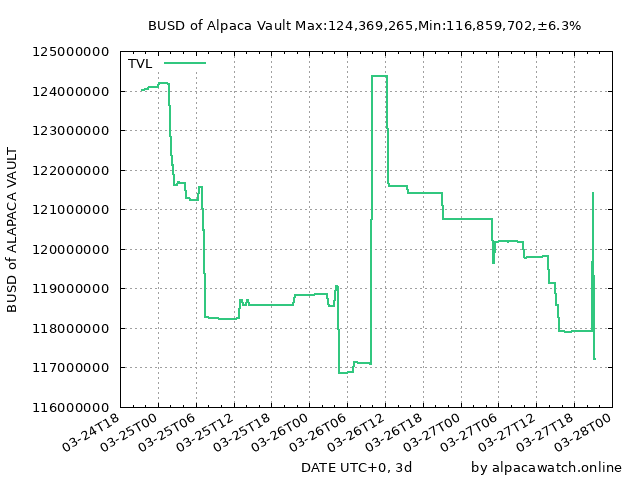 BUSD of Alpaca Vault Max:124,369,265,Min:116,859,702,±6.3%
TVL
BUSD of ALAPACA VAULT
125000000
124000000
123000000
122000000
121000000
120000000
119000000
118000000
117000000
116000000
03-24T18
03-25T00
03-25T06
03-25T12
03-25T18
03-26T00
03-26T06
03-26T12
03-26T18
03-27T00
03-27T06
03-27T12
03-27T18
03-28T00
DATE UTC+0, 3d
by alpacawatch.online